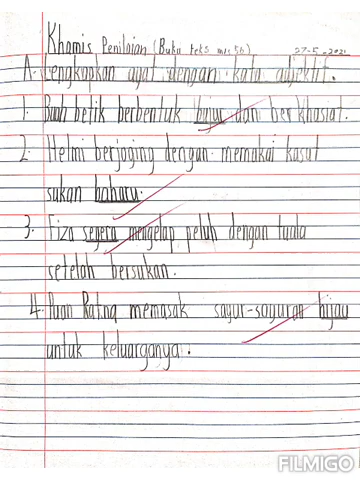 Khamis Penilaian (Buku teks m/s 56) 27-5-2021
A. Lengkapkan ayat dengan kata adjektif.
1. Buah betik berbentuk bujur dan berkhasiat.
2. Helmi berjoging dengan memakai kasut
sukan baharu.
3. Fiza segera mengelap peluh dengan tuala
setelah bersukan.
4. Puan Ratna memasak sayur-sayuran hijau
untuk keluarganya.
FILMIGO